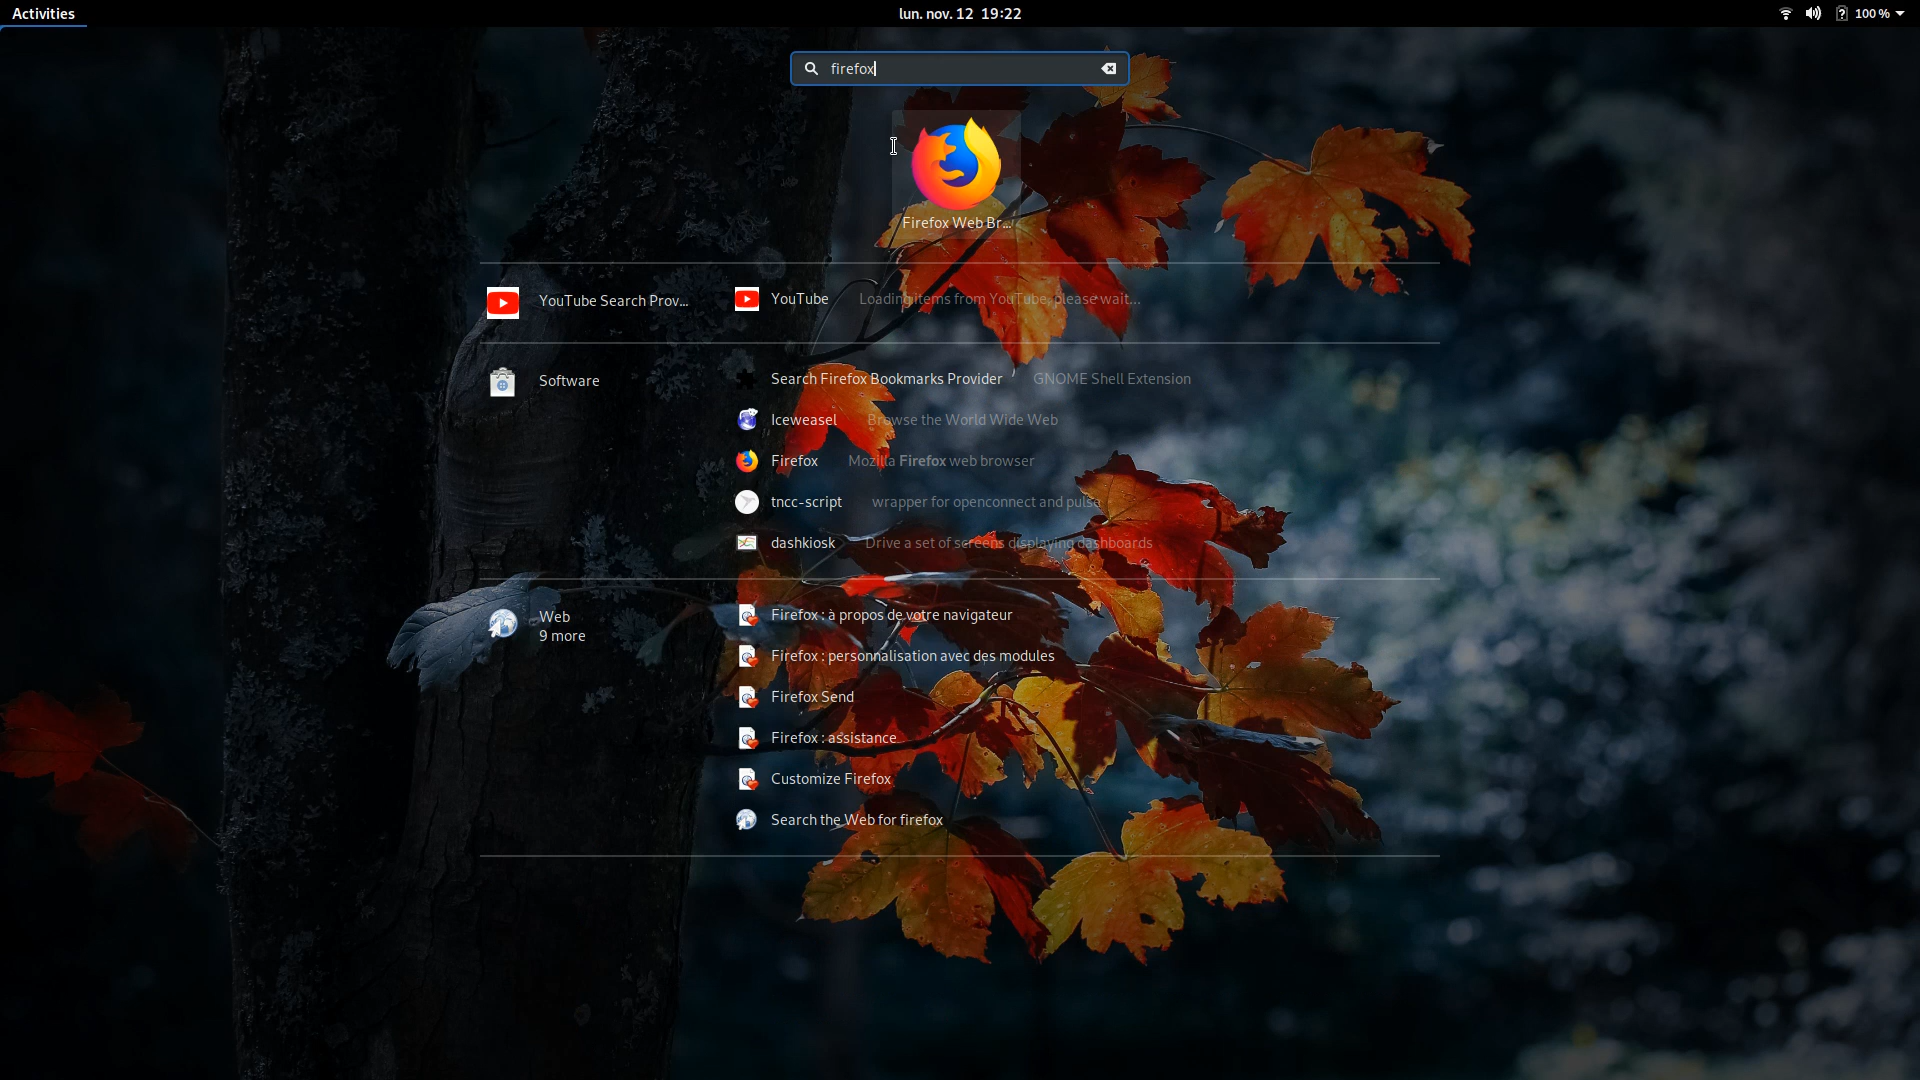 Activities
lun. nov. 12 19:22
100 %
firefox
Firefox Web Br...
YouTube Search Prov...
YouTube Loading items from YouTube, please wait...
Software
Search Firefox Bookmarks Provider GNOME Shell Extension
Iceweasel Browse the World Wide Web
Firefox Mozilla Firefox web browser
tncc-script wrapper for openconnect and pulse
dashkiosk Drive a set of screens displaying dashboards
Web
9 more
Firefox : à propos de votre navigateur
Firefox : personnalisation avec des modules
Firefox Send
Firefox : assistance
Customize Firefox
Search the Web for firefox